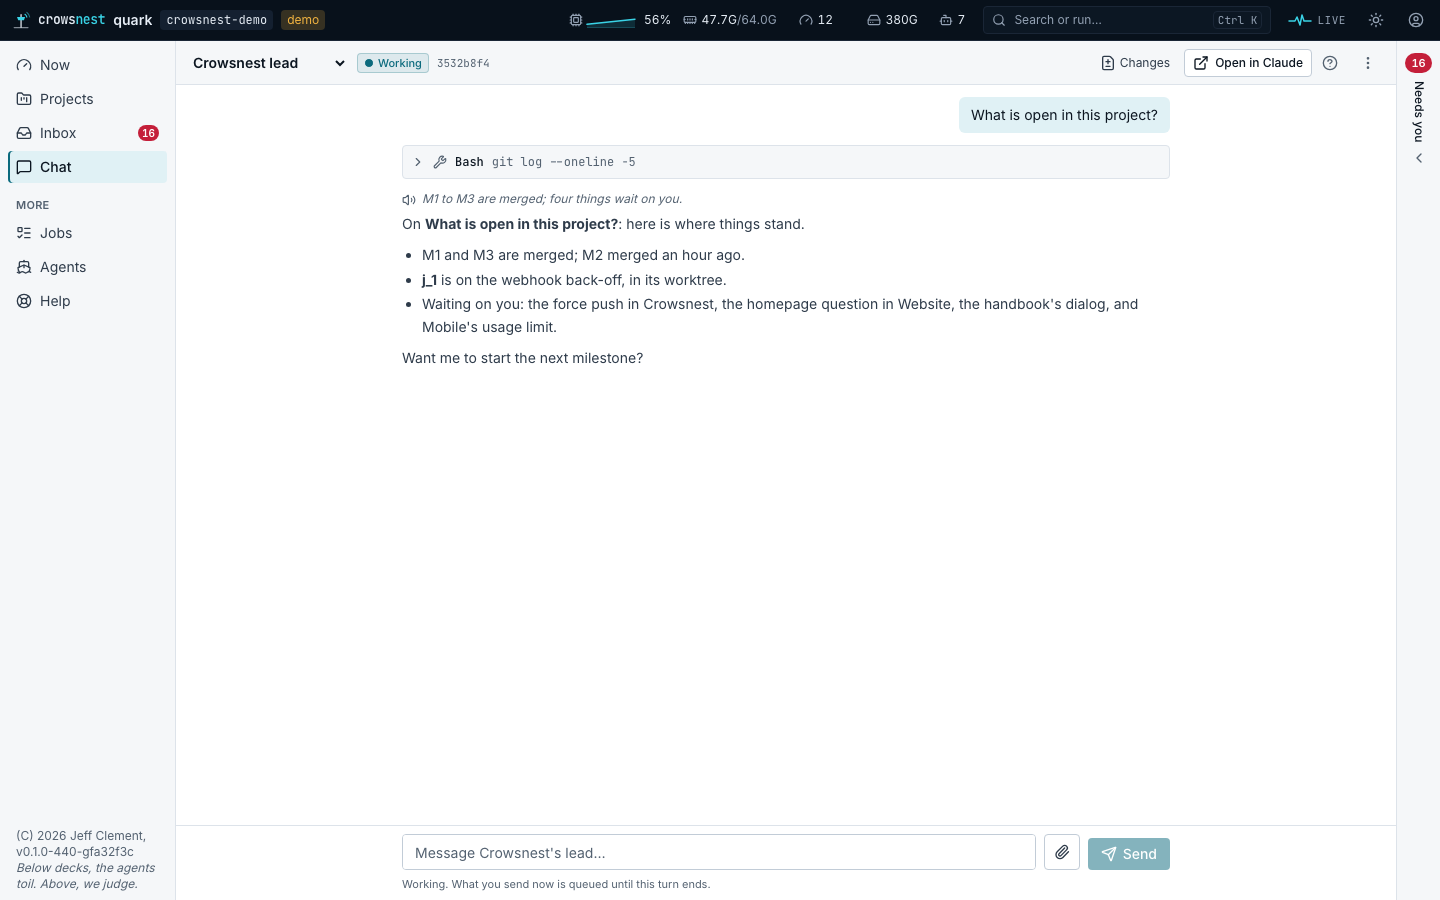 crowsnest quark crowsnest-demo demo 56% 47.7G/64.0G 12 380G 7 Search or run... Ctrl K LIVE
Now
Projects
Inbox 16
Chat
MORE
Jobs
Agents
Help
(C) 2026 Jeff Clement,
v0.1.0-440-gfa32f3c
Below decks, the agents
toil. Above, we judge.
Crowsnest lead Working 3532b8f4 Changes Open in Claude
What is open in this project?
Bash git log --oneline -5
M1 to M3 are merged; four things wait on you.
On What is open in this project?: here is where things stand.
M1 and M3 are merged; M2 merged an hour ago.
j_1 is on the webhook back-off, in its worktree.
Waiting on you: the force push in Crowsnest, the homepage question in Website, the handbook's dialog, and
Mobile's usage limit.
Want me to start the next milestone?
Message Crowsnest's lead...
Send
Working. What you send now is queued until this turn ends.
16
Needs you